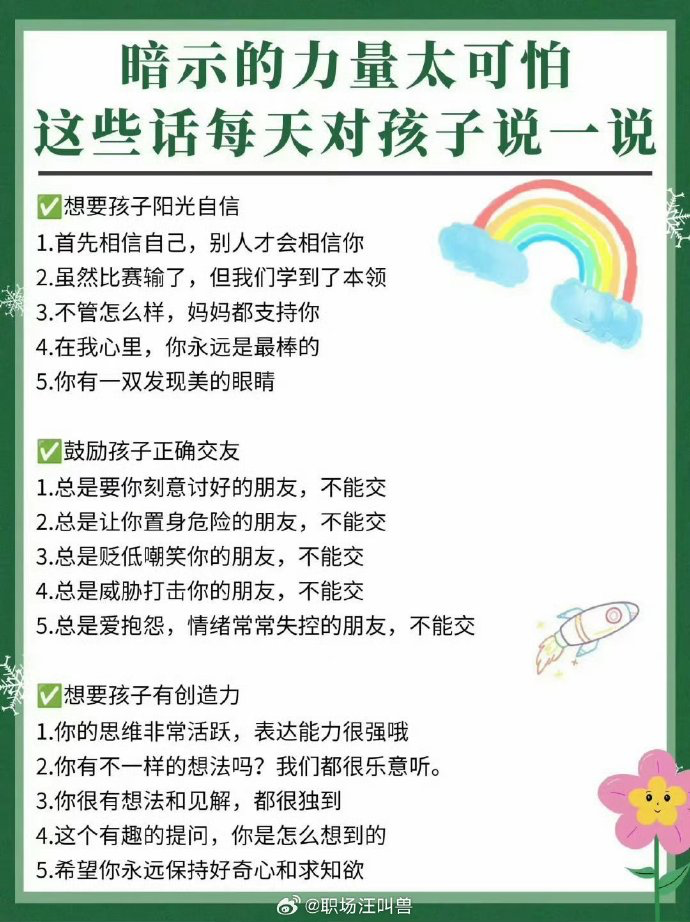 暗示的力量太可怕
这些话每天对孩子说一说
✅想要孩子阳光自信
1.首先相信自己，别人才会相信你
2.虽然比赛输了，但我们学到了本领
3.不管怎么样，妈妈都支持你
4.在我心里，你永远是最棒的
5.你有一双发现美的眼睛
✅鼓励孩子正确交友
1.总是要你刻意讨好的朋友，不能交
2.总是让你置身危险的朋友，不能交
3.总是贬低嘲笑你的朋友，不能交
4.总是威胁打击你的朋友，不能交
5.总是爱抱怨，情绪常常失控的朋友，不能交
✅想要孩子有创造力
1.你的思维非常活跃，表达能力很强哦
2.你有不一样的想法吗？我们都很乐意听。
3.你很有想法和见解，都很独到
4.这个有趣的提问，你是怎么想到的
5.希望你永远保持好奇心和求知欲
@职场汪叫兽